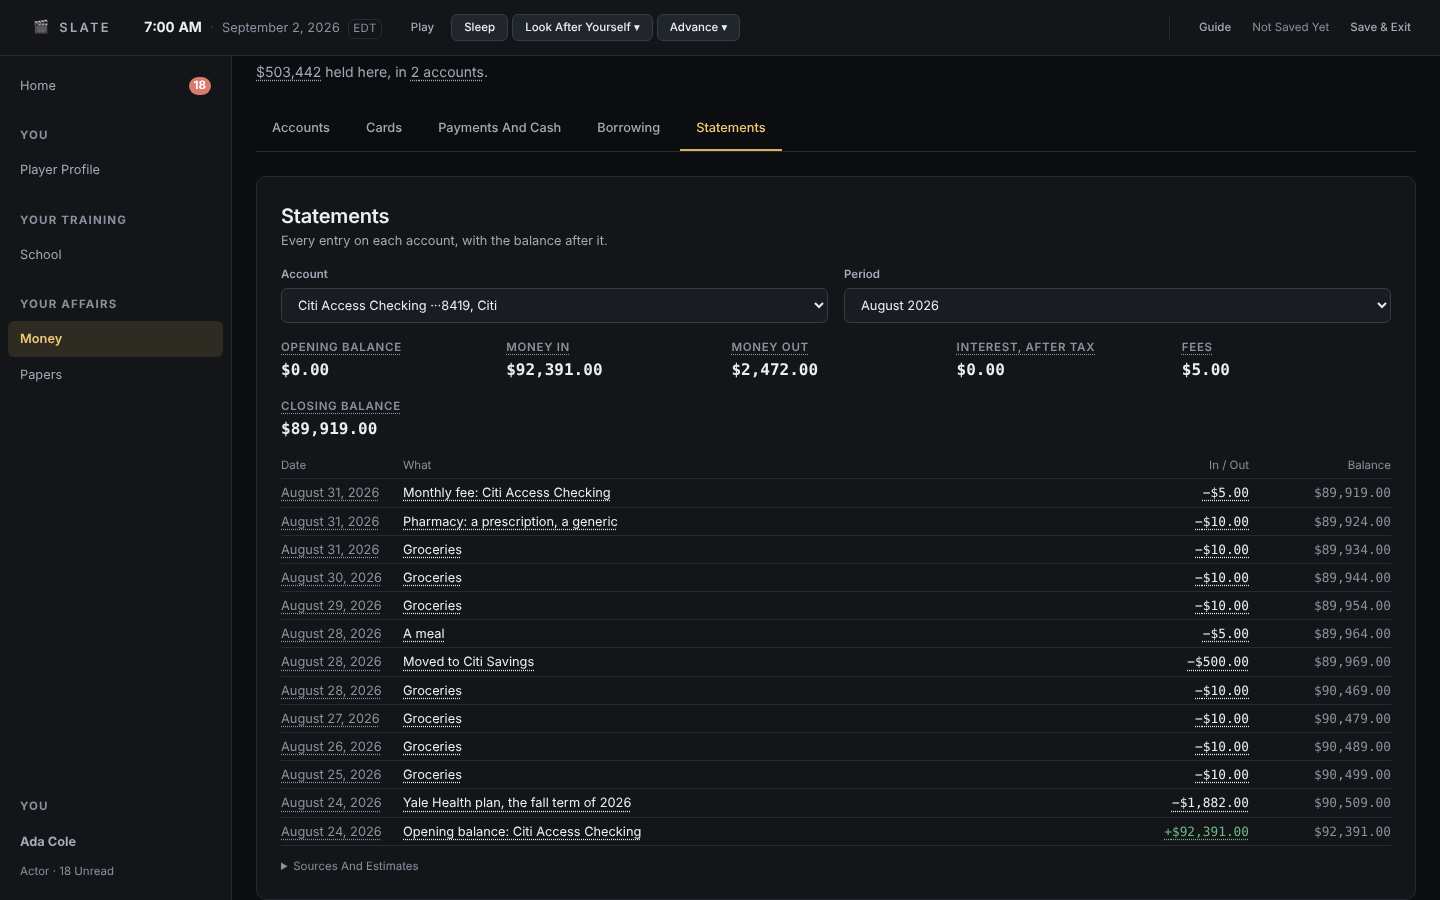 SLATE
7:00 AM · September 2, 2026 EDT
Play
Sleep
Look After Yourself ▾
Advance ▾
Guide
Not Saved Yet
Save & Exit
Home 18
YOU
Player Profile
YOUR TRAINING
School
YOUR AFFAIRS
Money
Papers
YOU
Ada Cole
Actor · 18 Unread
$503,442 held here, in 2 accounts.
Accounts Cards Payments And Cash Borrowing Statements
Statements
Every entry on each account, with the balance after it.
Account Period
Citi Access Checking ···8419, Citi August 2026
OPENING BALANCE MONEY IN MONEY OUT INTEREST, AFTER TAX FEES
$0.00 $92,391.00 $2,472.00 $0.00 $5.00
CLOSING BALANCE
$89,919.00
Date What In / Out Balance
August 31, 2026 Monthly fee: Citi Access Checking −$5.00 $89,919.00
August 31, 2026 Pharmacy: a prescription, a generic −$10.00 $89,924.00
August 31, 2026 Groceries −$10.00 $89,934.00
August 30, 2026 Groceries −$10.00 $89,944.00
August 29, 2026 Groceries −$10.00 $89,954.00
August 28, 2026 A meal −$5.00 $89,964.00
August 28, 2026 Moved to Citi Savings −$500.00 $89,969.00
August 28, 2026 Groceries −$10.00 $90,469.00
August 27, 2026 Groceries −$10.00 $90,479.00
August 26, 2026 Groceries −$10.00 $90,489.00
August 25, 2026 Groceries −$10.00 $90,499.00
August 24, 2026 Yale Health plan, the fall term of 2026 −$1,882.00 $90,509.00
August 24, 2026 Opening balance: Citi Access Checking +$92,391.00 $92,391.00
▶ Sources And Estimates